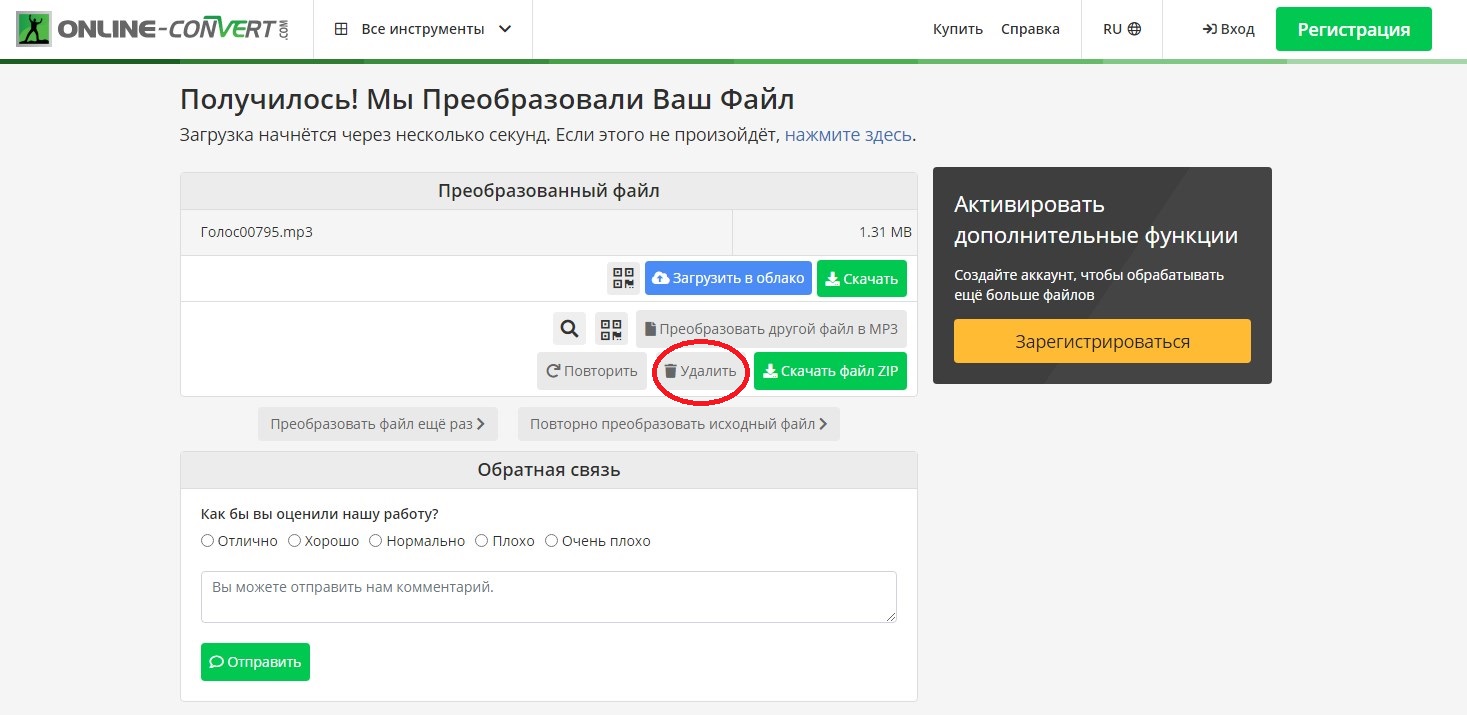 ONLINE-CONVERT.COM
Все инструменты
Купить
Справка
RU
Вход
Регистрация
Получилось! Мы Преобразовали Ваш Файл
Загрузка начнётся через несколько секунд. Если этого не произойдёт, нажмите здесь.
Преобразованный файл
Голос00795.mp3
1.31 MB
Загрузить в облако
Скачать
Преобразовать другой файл в MP3
Повторить
Удалить
Скачать файл ZIP
Преобразовать файл ещё раз
Повторно преобразовать исходный файл
Активировать
дополнительные функции
Создайте аккаунт, чтобы обрабатывать
ещё больше файлов
Зарегистрироваться
Обратная связь
Как бы вы оценили нашу работу?
Отлично
Хорошо
Нормально
Плохо
Очень плохо
Вы можете отправить нам комментарий.
Отправить